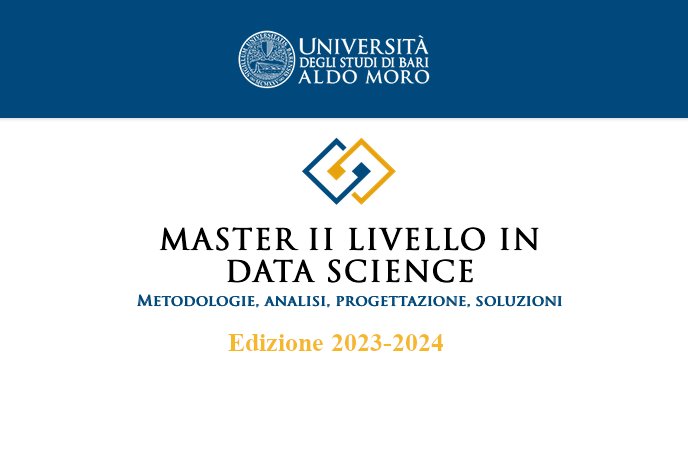 UNIVERSITÀ
DEGLI STUDI DI BARI
ALDO MORO
MASTER II LIVELLO IN
DATA SCIENCE
METODOLOGIE, ANALISI, PROGETTAZIONE, SOLUZIONI
Edizione 2023-2024